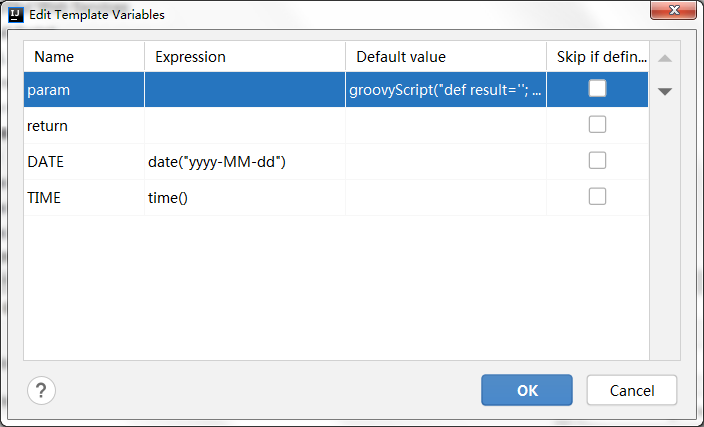 IJ Edit Template Variables
Name Expression Default value Skip if defin...
param groovyScript("def result=''; ...
return
DATE date("yyyy-MM-dd")
TIME time()
? OK Cancel